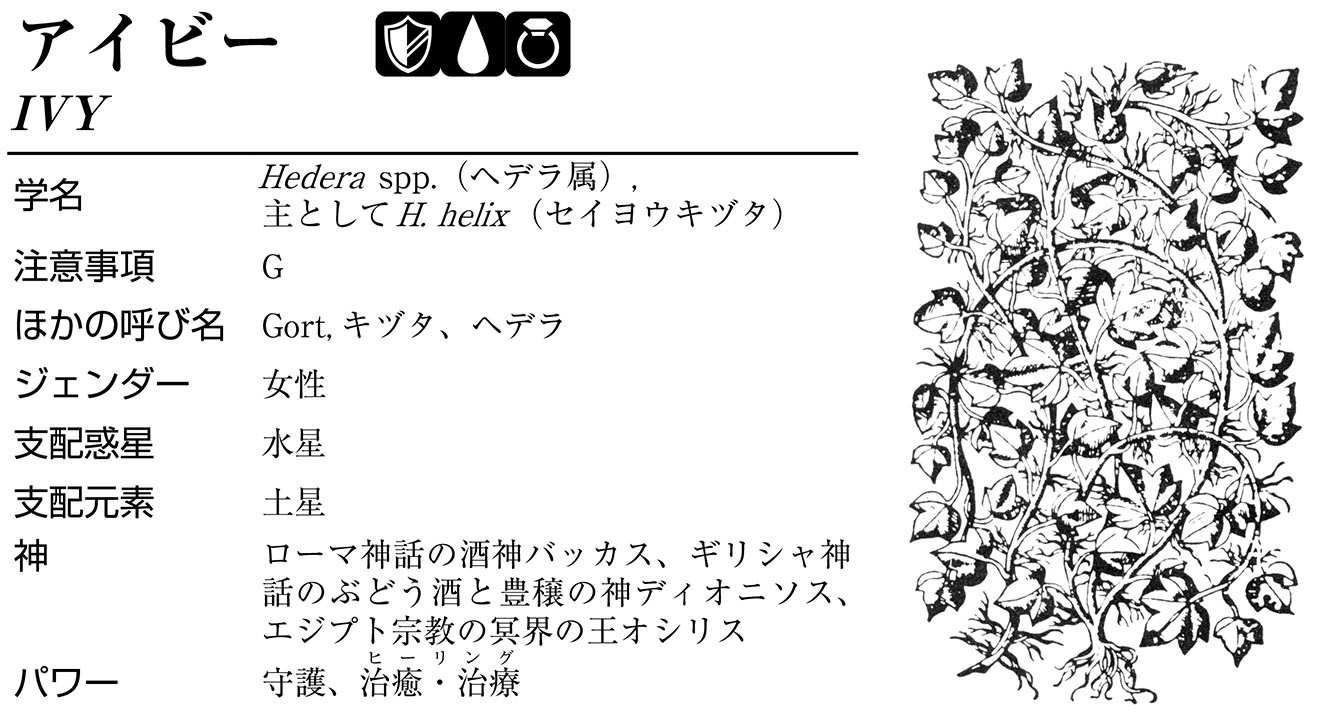 アイビー
IVY
学名 Hedera spp.（ヘデラ属）,
主としてH. helix（セイヨウキヅタ）
注意事項 G
ほかの呼び名 Gort, キヅタ、ヘデラ
ジェンダー 女性
支配惑星 水星
支配元素 土星
神 ローマ神話の酒神バッカス、ギリシャ神
話のぶどう酒と豊穣の神ディオニソス、
エジプト宗教の冥界の王オシリス
ヒーリング
パワー 守護、治癒・治療